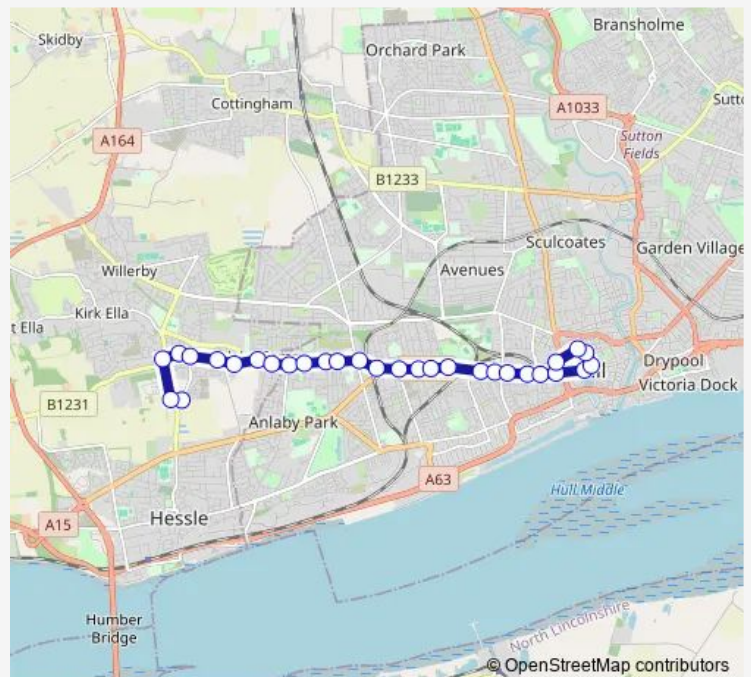 Bransholme
Skidby
Orchard Park
Cottingham
A1033
Sutto
A164
Sutton
Fields
B1233
Sculcoates
Garden Village
Willerby
Avenues
Kirk Ella
t Ella
ll
Drypool
Victoria Dock
B1231
Anlaby Park
A63
Hull Middle
Hessle
A15
Humber
Bridge
North Lincolnshire
© OpenStreetMap contributors